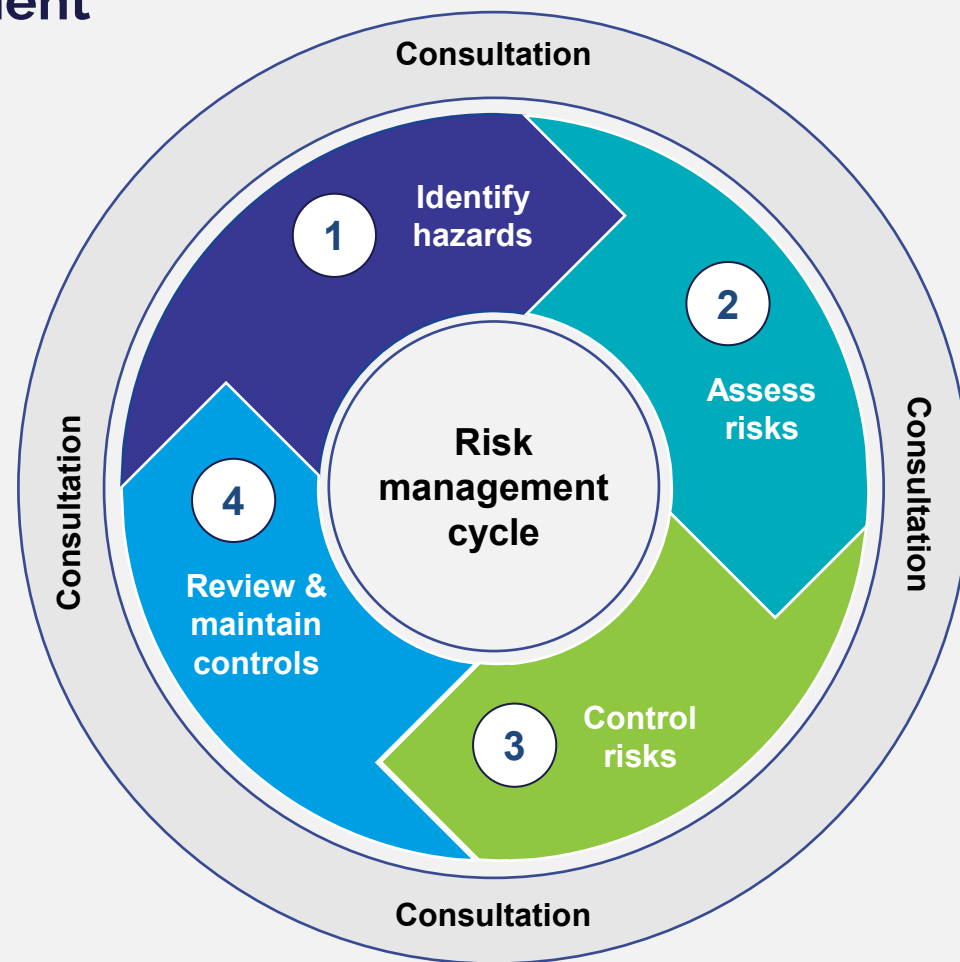 Consultation
1
Identify
hazards
2
Assess
risks
Risk
management
cycle
Consultation
Consultation
4
Review &
maintain
controls
3
Control
risks
Consultation